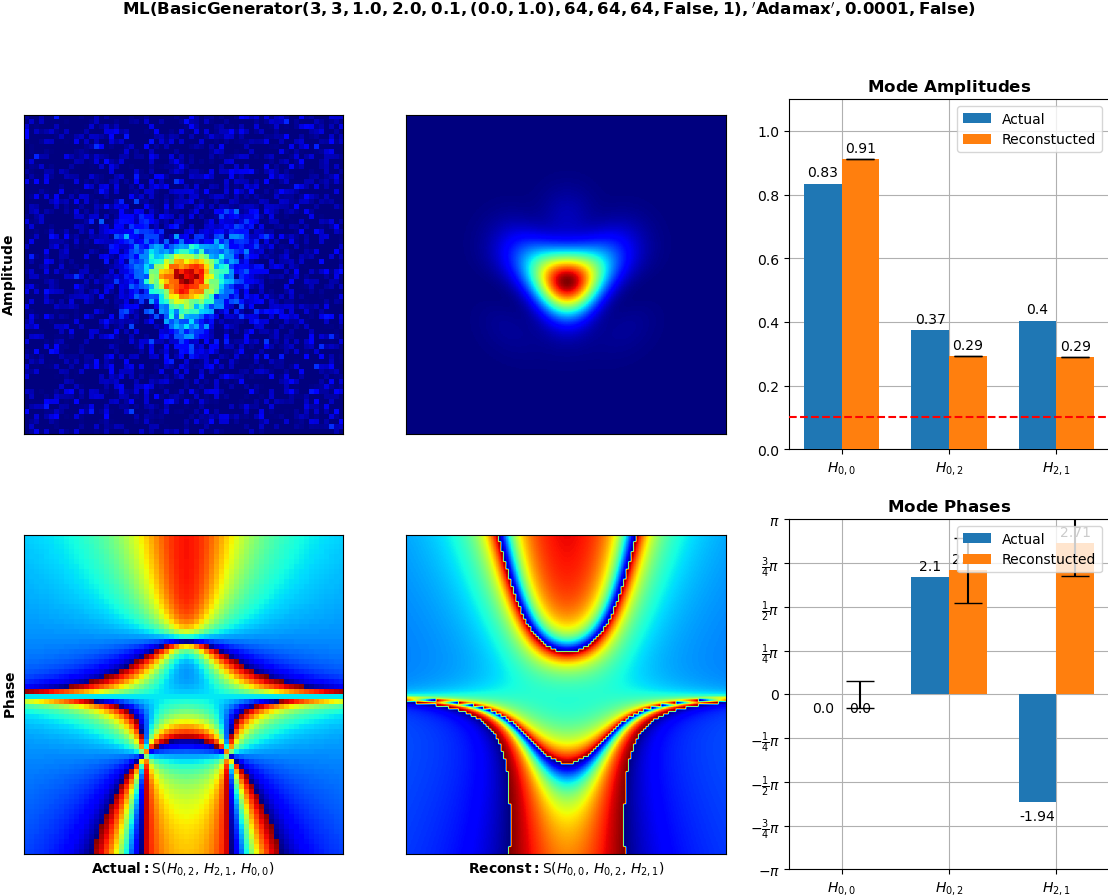 ML(BasicGenerator(3, 3, 1.0, 2.0, 0.1, (0.0, 1.0), 64, 64, 64, False, 1), ′Adamax′, 0.0001, False)
Amplitude
Mode Amplitudes
Actual
Reconstucted
1.0
0.8
0.6
0.4
0.2
0.0
0.83
0.91
0.37
0.29
0.4
0.29
H0,0
H0,2
H2,1
Phase
Actual: S(H0,2, H2,1, H0,0)
Reconst: S(H0,0, H0,2, H2,1)
Mode Phases
Actual
Reconstucted
π
3/4π
1/2π
1/4π
0
−1/4π
−1/2π
−3/4π
−π
0.0
-0.0
2.1
2.71
-1.94
H0,0
H0,2
H2,1